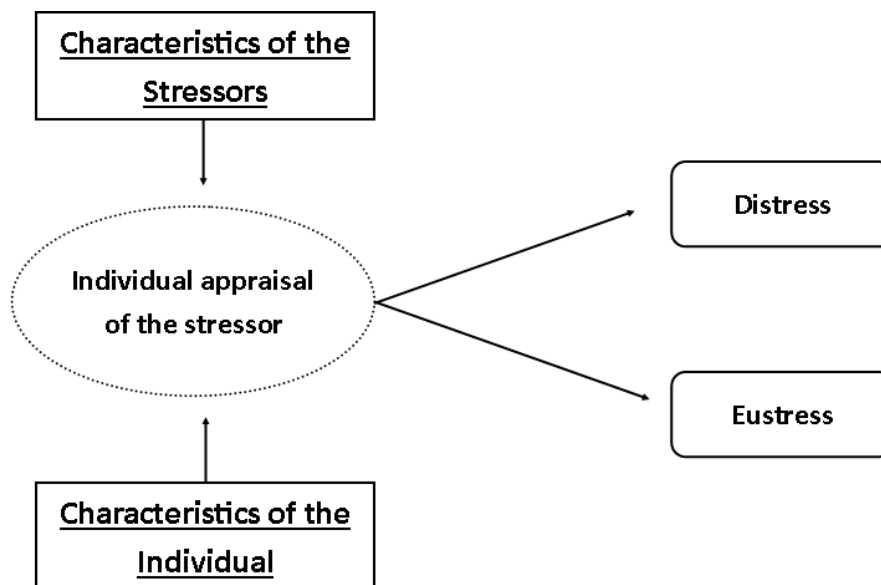 Characteristics of the
Stressors
Distress
Individual appraisal
of the stressor
Eustress
Characteristics of the
Individual